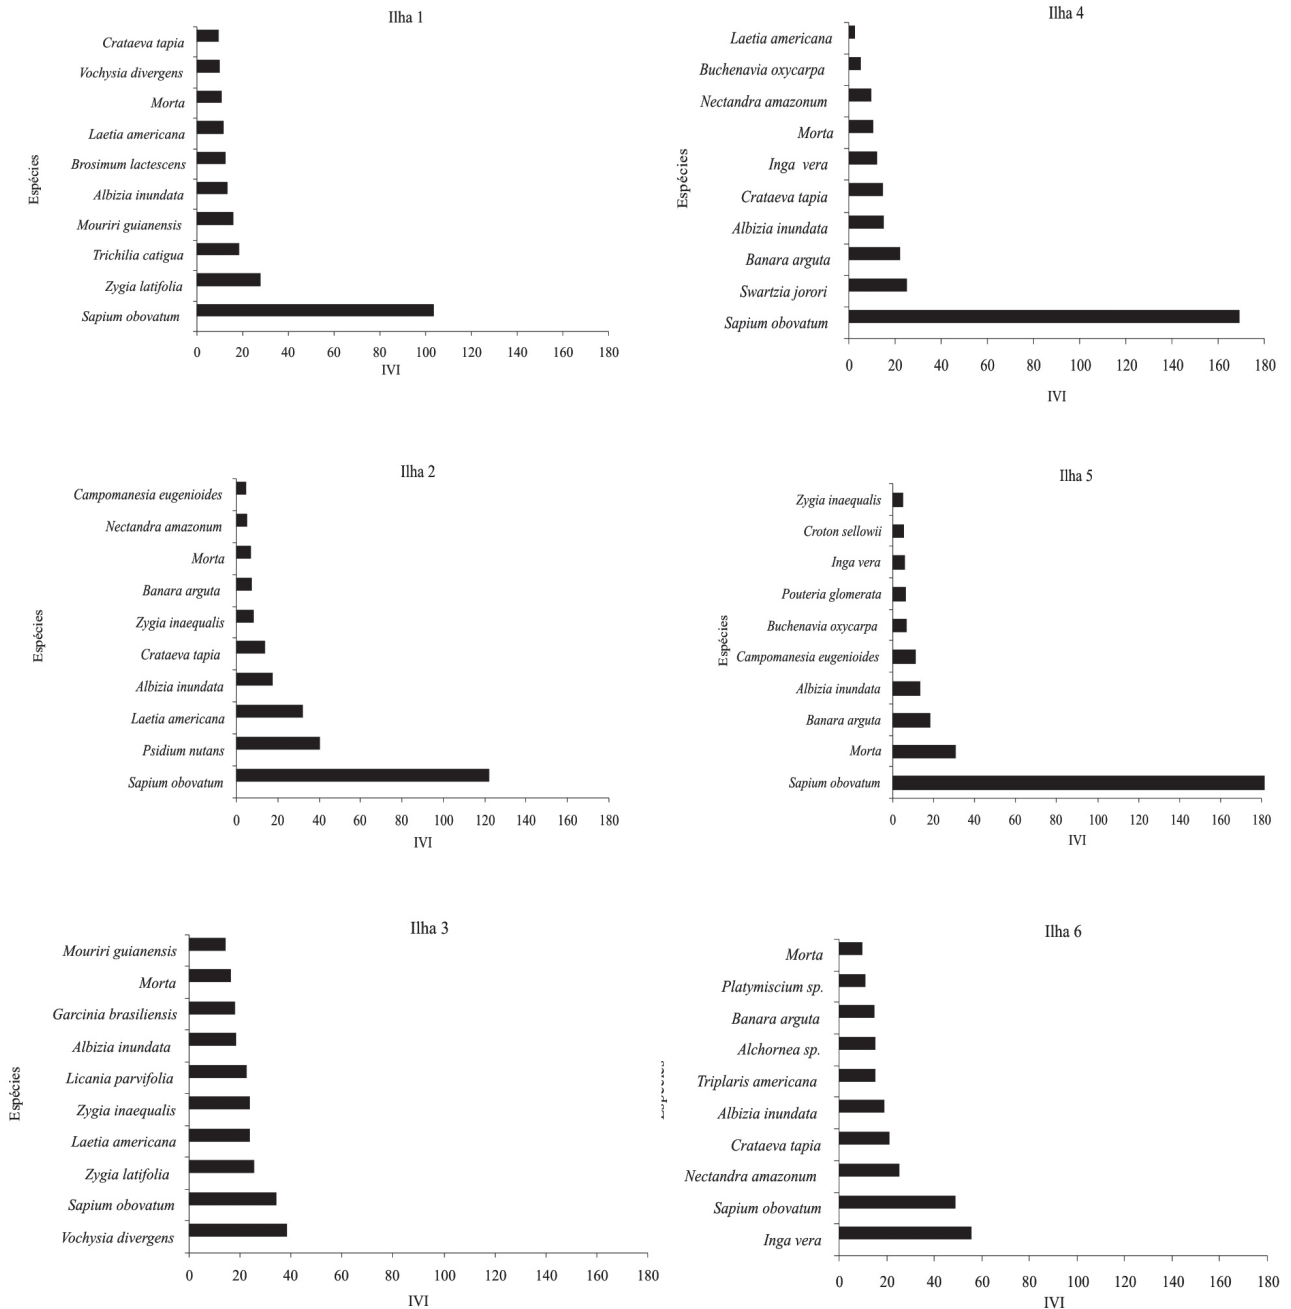 Ilha 1
Espécies
Crataeva tapia
Vochysia divergens
Morta
Laetia americana
Brosimum lactescens
Albizia inundata
Mouriri guianensis
Trichilia catigua
Zygia latifolia
Sapium obovatum
0 20 40 60 80 100 120 140 160 180
IVI
Ilha 4
Espécies
Laetia americana
Buchenavia oxycarpa
Nectandra amazonum
Morta
Inga vera
Crataeva tapia
Albizia inundata
Banara arguta
Swartzia jorori
Sapium obovatum
0 20 40 60 80 100 120 140 160 180
IVI
Ilha 2
Espécies
Campomanesia eugenioides
Nectandra amazonum
Morta
Banara arguta
Zygia inaequalis
Crataeva tapia
Albizia inundata
Laetia americana
Psidium nutans
Sapium obovatum
0 20 40 60 80 100 120 140 160 180
IVI
Ilha 5
Espécies
Zygia inaequalis
Croton sellowii
Inga vera
Pouteria glomerata
Buchenavia oxycarpa
Campomanesia eugenioides
Albizia inundata
Banara arguta
Morta
Sapium obovatum
0 20 40 60 80 100 120 140 160 180
IVI
Ilha 3
Espécies
Mouriri guianensis
Morta
Garcinia brasiliensis
Albizia inundata
Licania parvifolia
Zygia inaequalis
Laetia americana
Zygia latifolia
Sapium obovatum
Vochysia divergens
0 20 40 60 80 100 120 140 160 180
IVI
Ilha 6
Espécies
Morta
Platymiscium sp.
Banara arguta
Alchornea sp.
Triplaris americana
Albizia inundata
Crataeva tapia
Nectandra amazonum
Sapium obovatum
Inga vera
0 20 40 60 80 100 120 140 160 180
IVI